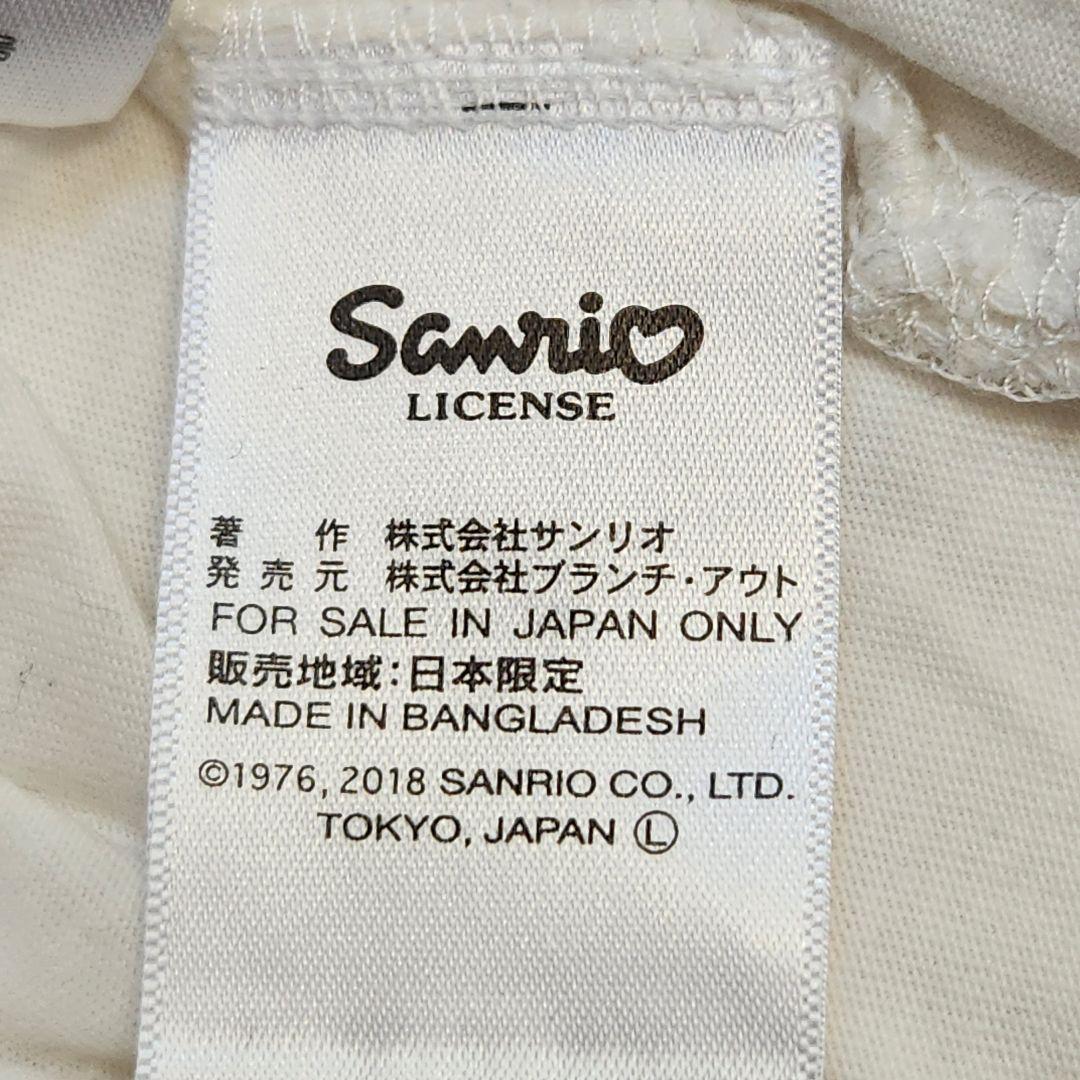 Sanrio
LICENSE
著 作 株式会社サンリオ
発 売 元 株式会社ブランチ・アウト
FOR SALE IN JAPAN ONLY
販売地域:日本限定
MADE IN BANGLADESH
©1976, 2018 SANRIO CO., LTD.
TOKYO, JAPAN Ⓛ